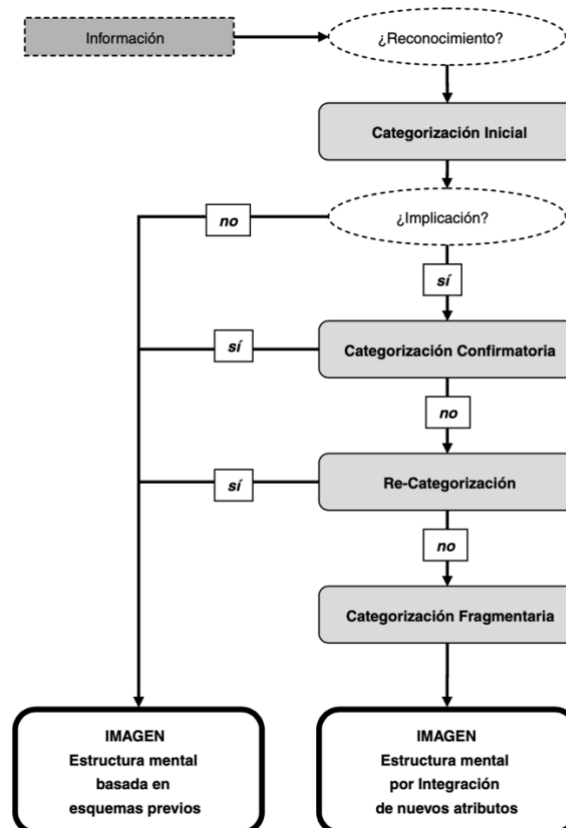 Información
¿Reconocimiento?
Categorización Inicial
¿Implicación?
no
sí
Categorización Confirmatoria
sí
no
Re-Categorización
sí
no
Categorización Fragmentaria
IMAGEN
Estructura mental
basada en
esquemas previos
IMAGEN
Estructura mental
por Integración
de nuevos atributos